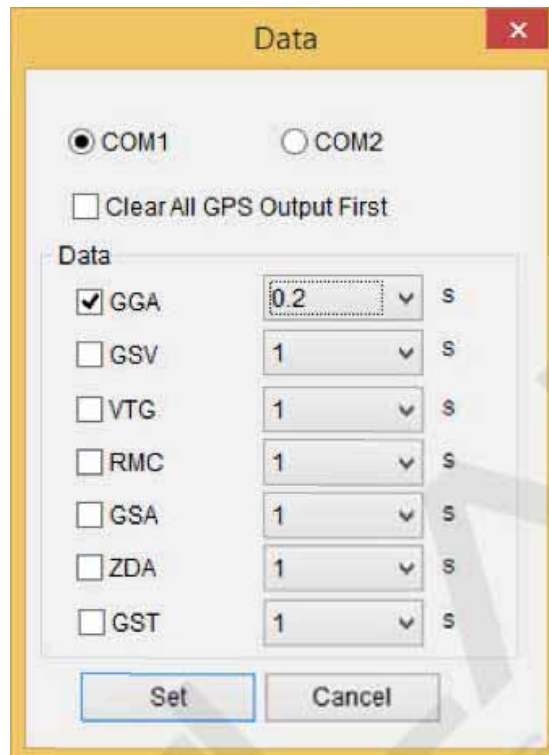 Data
COM1 COM2
Clear All GPS Output First
Data
GGA 0.2 s
GSV 1 s
VTG 1 s
RMC 1 s
GSA 1 s
ZDA 1 s
GST 1 s
Set Cancel